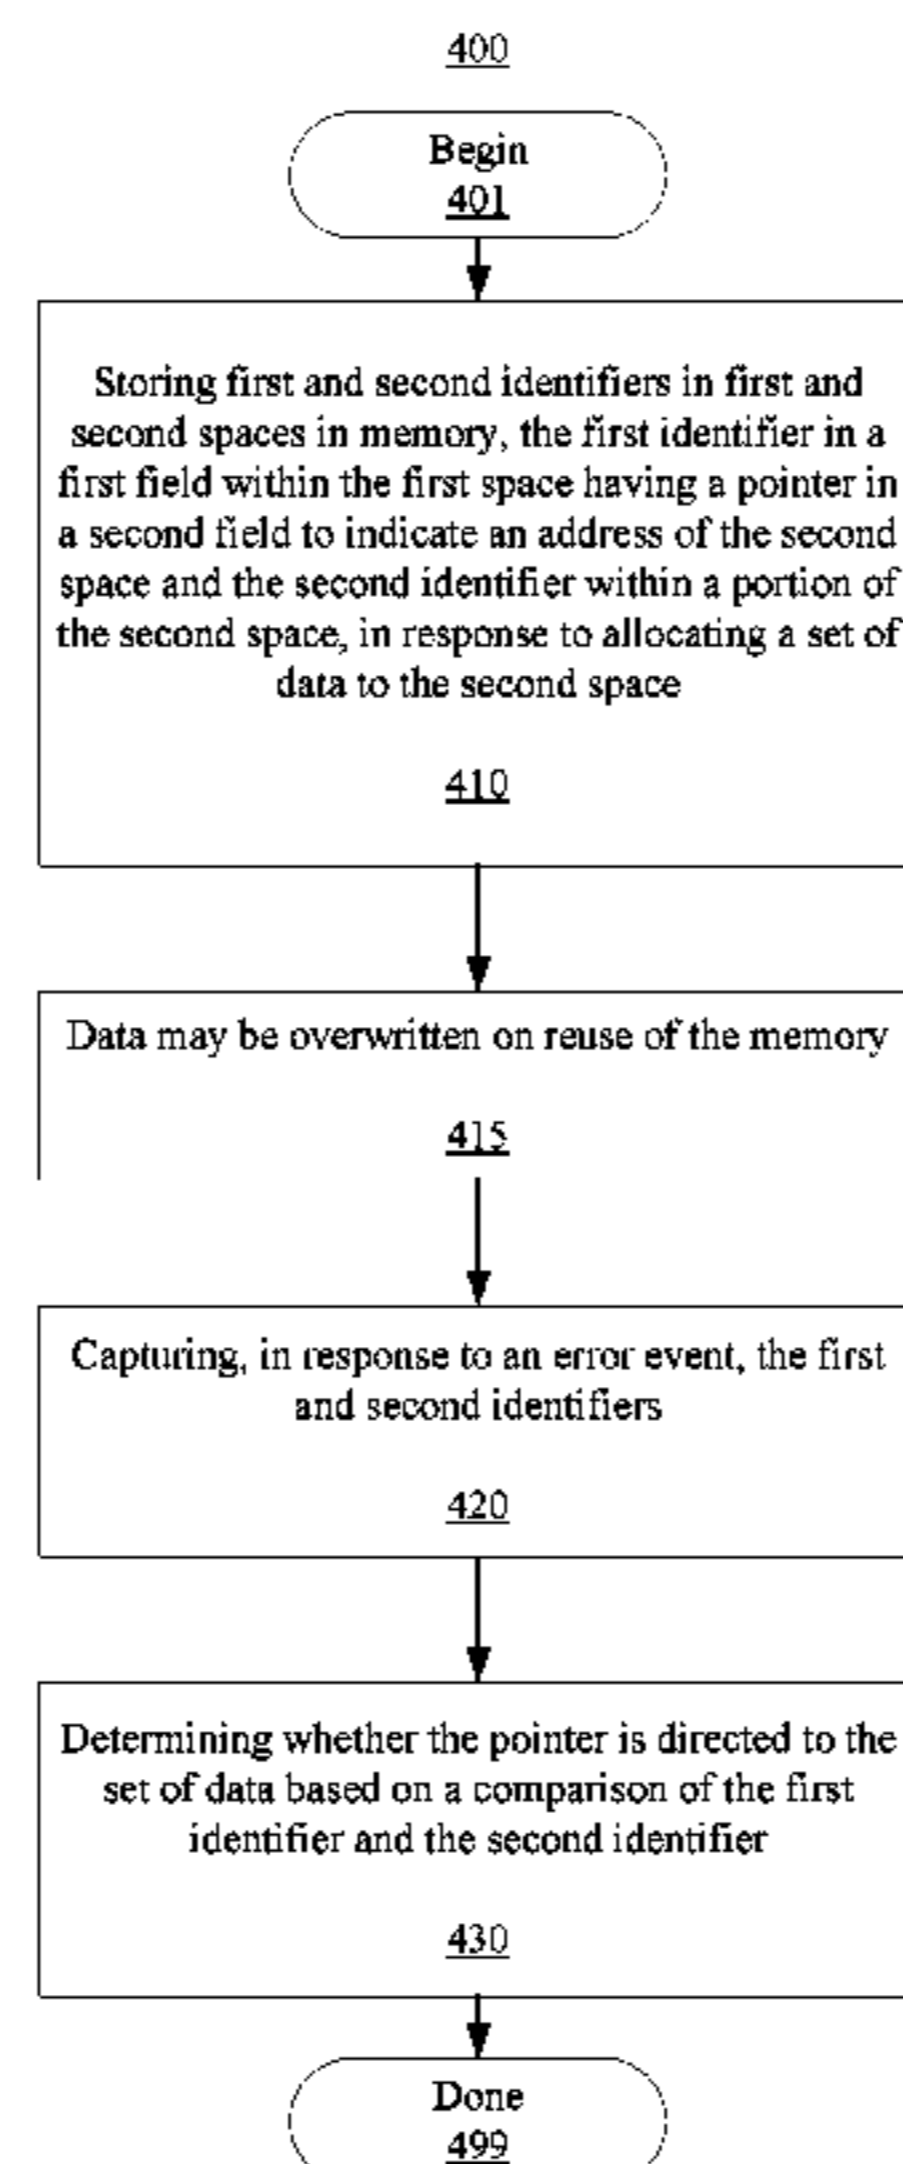 400
Begin
401
Storing first and second identifiers in first and
second spaces in memory, the first identifier in a
first field within the first space having a pointer in
a second field to indicate an address of the second
space and the second identifier within a portion of
the second space, in response to allocating a set of
data to the second space
410
Data may be overwritten on reuse of the memory
415
Capturing, in response to an error event, the first
and second identifiers
420
Determining whether the pointer is directed to the
set of data based on a comparison of the first
identifier and the second identifier
430
Done
499